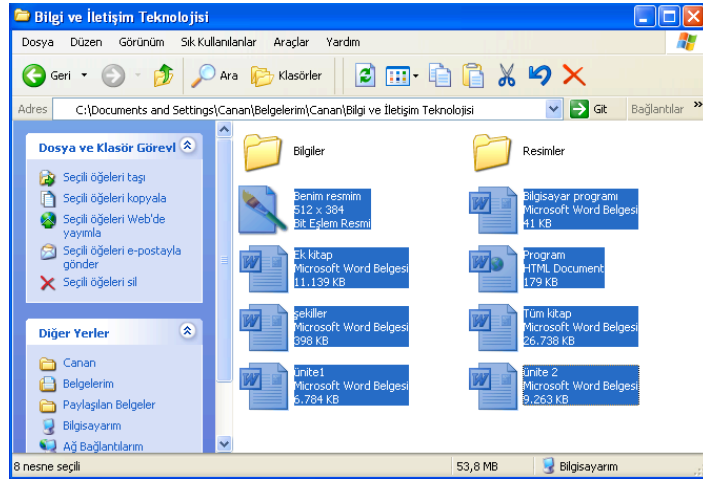 Bilgi ve İletişim Teknolojisi
Dosya Düzen Görünüm Sık Kullanılanlar Araçlar Yardım
Geri Ara Klasörler
Adres C:\Documents and Settings\Canan\Belgelerim\Canan\Bilgi ve İletişim Teknolojisi Git Bağlantılar »
Dosya ve Klasör Görevl
Seçili öğeleri taşı
Seçili öğeleri kopyala
Seçili öğeleri Web'de
yayımla
Seçili öğeleri e-postayla
gönder
Seçili öğeleri sil
Diğer Yerler
Canan
Belgelerim
Paylaşılan Belgeler
Bilgisayarım
Ağ Bağlantılarım
Bilgiler
Resimler
Benim resmim
512 x 384
Bit Eşlem Resmi
Bilgisayar programı
Microsoft Word Belgesi
41 KB
Ek kitap
Microsoft Word Belgesi
11.139 KB
Program
HTML Document
179 KB
şekiller
Microsoft Word Belgesi
398 KB
Tüm kitap
Microsoft Word Belgesi
26.738 KB
ünite1
Microsoft Word Belgesi
6.784 KB
ünite 2
Microsoft Word Belgesi
9.263 KB
8 nesne seçili 53,8 MB Bilgisayarım